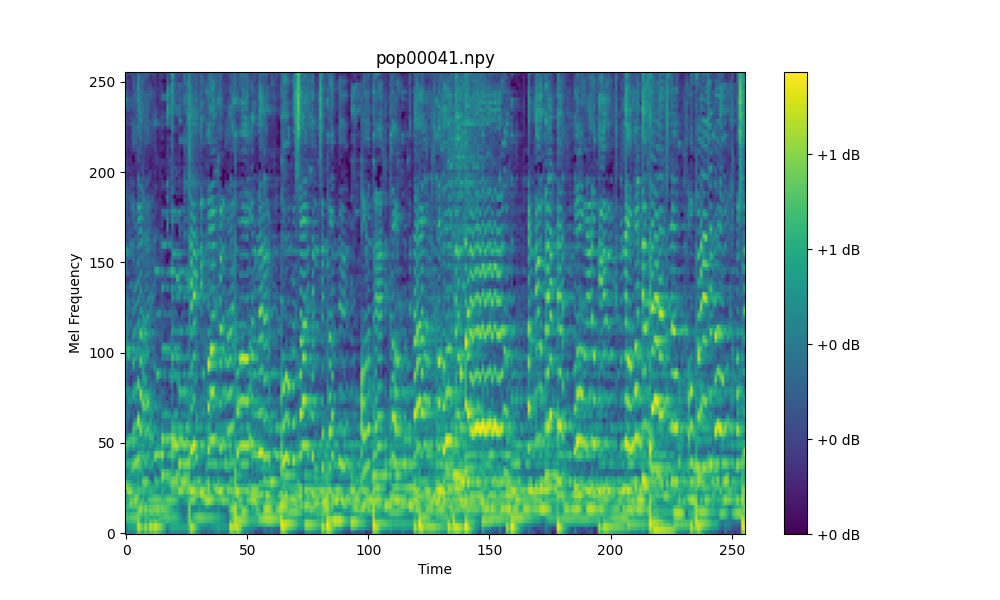 pop00041.npy
250
200
150
100
50
0
Mel Frequency
0 50 100 150 200 250
Time
+1 dB
+1 dB
+0 dB
+0 dB
+0 dB